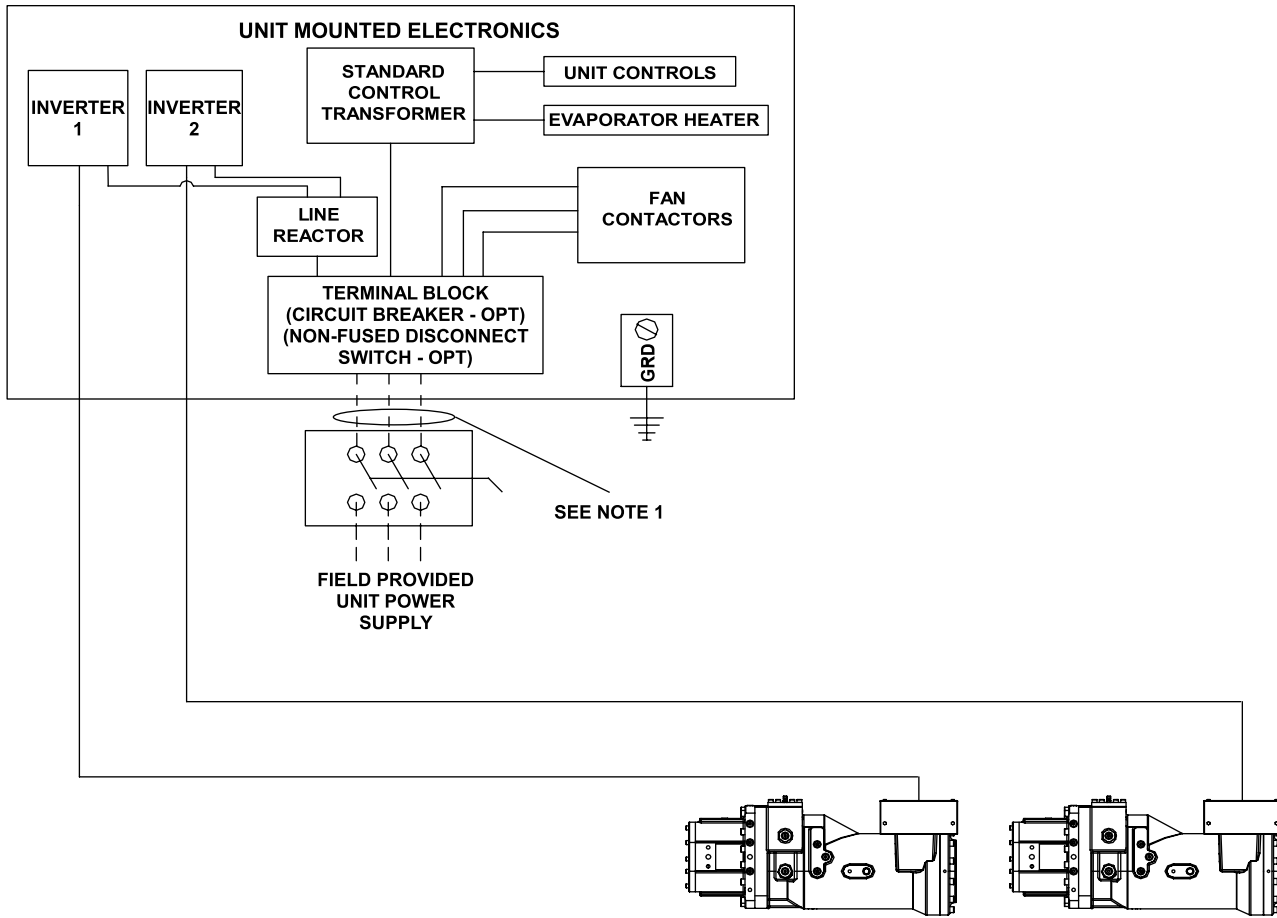 UNIT MOUNTED ELECTRONICS
INVERTER
1
INVERTER
2
STANDARD
CONTROL
TRANSFORMER
UNIT CONTROLS
EVAPORATOR HEATER
FAN
CONTACTORS
LINE
REACTOR
TERMINAL BLOCK
(CIRCUIT BREAKER - OPT)
(NON-FUSED DISCONNECT
SWITCH - OPT)
GRD
SEE NOTE 1
FIELD PROVIDED
UNIT POWER
SUPPLY